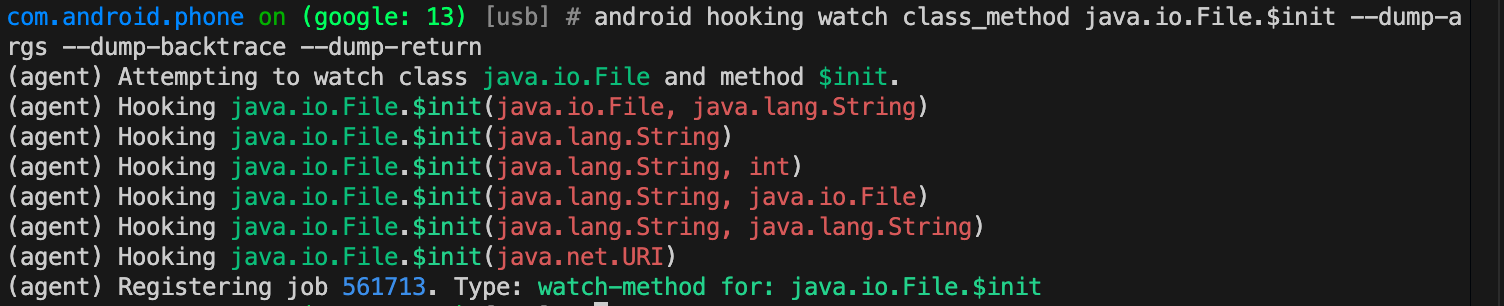 com.android.phone on (google: 13) [usb] # android hooking watch class_method java.io.File.$init --dump-a
rgs --dump-backtrace --dump-return
(agent) Attempting to watch class java.io.File and method $init.
(agent) Hooking java.io.File.$init(java.io.File, java.lang.String)
(agent) Hooking java.io.File.$init(java.lang.String)
(agent) Hooking java.io.File.$init(java.lang.String, int)
(agent) Hooking java.io.File.$init(java.lang.String, java.io.File)
(agent) Hooking java.io.File.$init(java.lang.String, java.lang.String)
(agent) Hooking java.io.File.$init(java.net.URI)
(agent) Registering job 561713. Type: watch-method for: java.io.File.$init